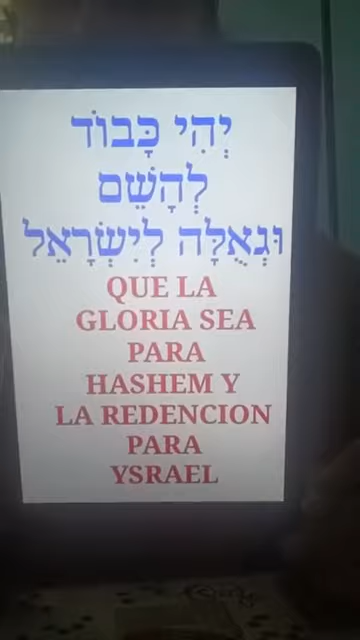 יְהִי כָּבוֹד
לְהָשֵׁם
וּגְאֻלָּה לְיִשְׂרָאֵל
QUE LA
GLORIA SEA
PARA
HASHEM Y
LA REDENCION
PARA
YSRAEL